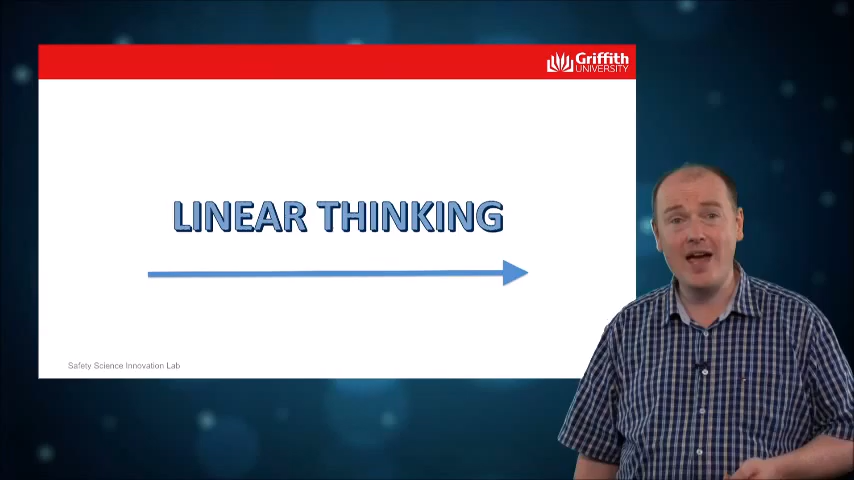 Griffith
UNIVERSITY
LINEAR THINKING
Safety Science Innovation Lab